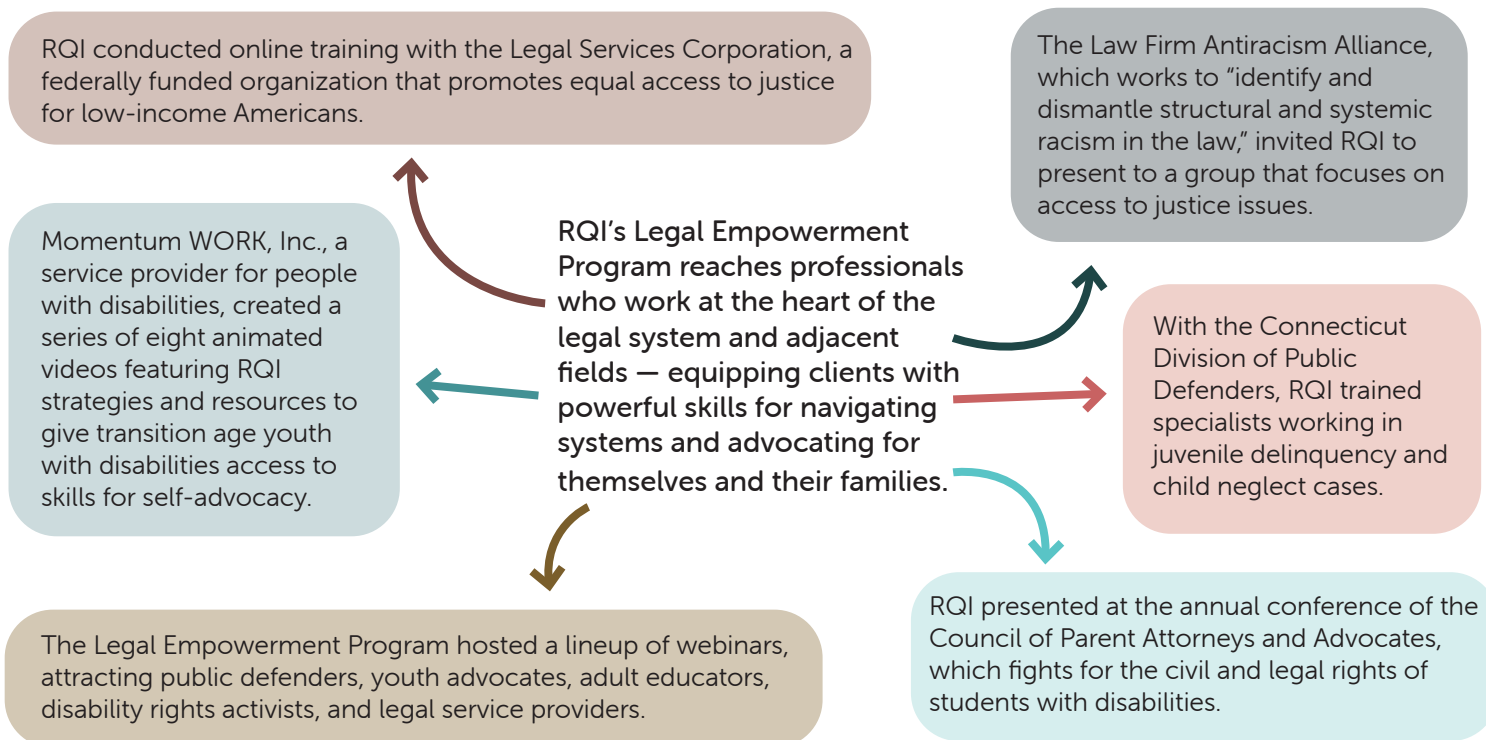 RQI conducted online training with the Legal Services Corporation, a
federally funded organization that promotes equal access to justice
for low-income Americans.
The Law Firm Antiracism Alliance,
which works to “identify and
dismantle structural and systemic
racism in the law,” invited RQI to
present to a group that focuses on
access to justice issues.
Momentum WORK, Inc., a
service provider for people
with disabilities, created a
series of eight animated
videos featuring RQI
strategies and resources to
give transition age youth
with disabilities access to
skills for self-advocacy.
RQI’s Legal Empowerment
Program reaches professionals
who work at the heart of the
legal system and adjacent
fields — equipping clients with
powerful skills for navigating
systems and advocating for
themselves and their families.
With the Connecticut
Division of Public
Defenders, RQI trained
specialists working in
juvenile delinquency and
child neglect cases.
The Legal Empowerment Program hosted a lineup of webinars,
attracting public defenders, youth advocates, adult educators,
disability rights activists, and legal service providers.
RQI presented at the annual conference of the
Council of Parent Attorneys and Advocates,
which fights for the civil and legal rights of
students with disabilities.